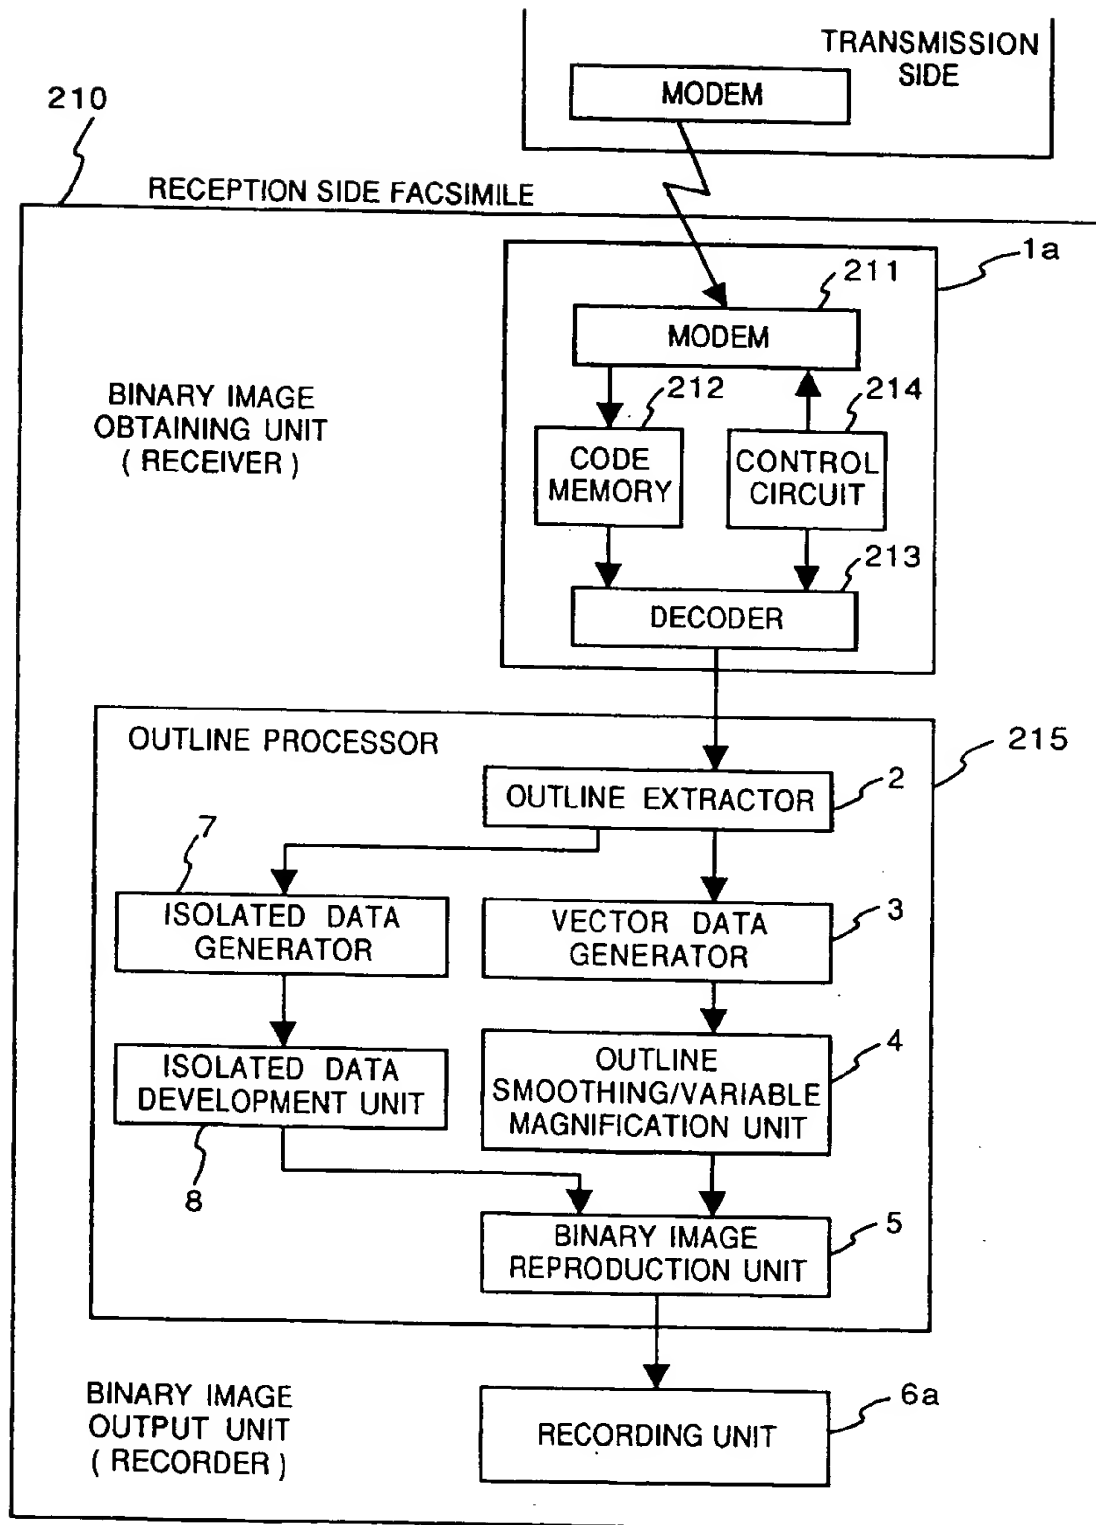 TRANSMISSION
SIDE
MODEM
210
RECEPTION SIDE FACSIMILE
1a
211
MODEM
BINARY IMAGE
OBTAINING UNIT
( RECEIVER )
212
214
CODE
MEMORY
CONTROL
CIRCUIT
213
DECODER
OUTLINE PROCESSOR
215
2
OUTLINE EXTRACTOR
7
ISOLATED DATA
GENERATOR
3
VECTOR DATA
GENERATOR
ISOLATED DATA
DEVELOPMENT UNIT
8
4
OUTLINE
SMOOTHING/VARIABLE
MAGNIFICATION UNIT
5
BINARY IMAGE
REPRODUCTION UNIT
BINARY IMAGE
OUTPUT UNIT
( RECORDER )
6a
RECORDING UNIT